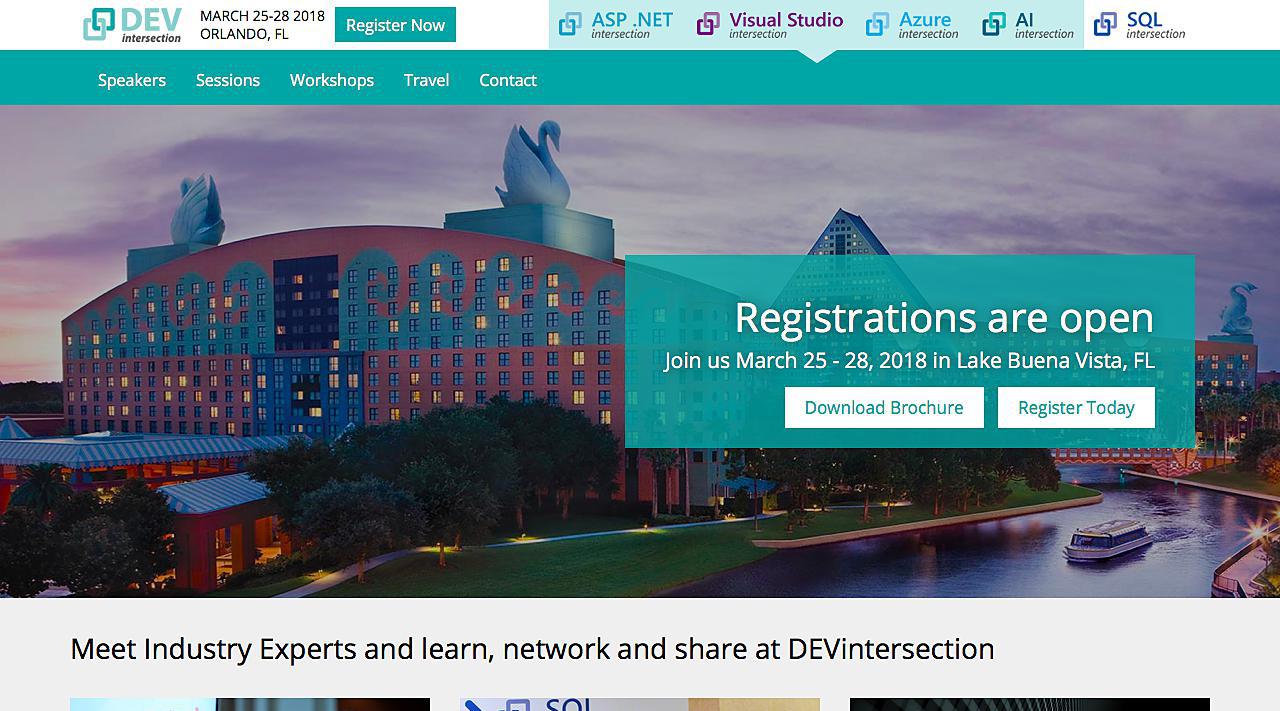 DEV
intersection
MARCH 25-28 2018
ORLANDO, FL
Register Now
ASP .NET
intersection
Visual Studio
intersection
Azure
intersection
AI
intersection
SQL
intersection
Speakers
Sessions
Workshops
Travel
Contact
Registrations are open
Join us March 25 - 28, 2018 in Lake Buena Vista, FL
Download Brochure
Register Today
Meet Industry Experts and learn, network and share at DEVintersection
SQL